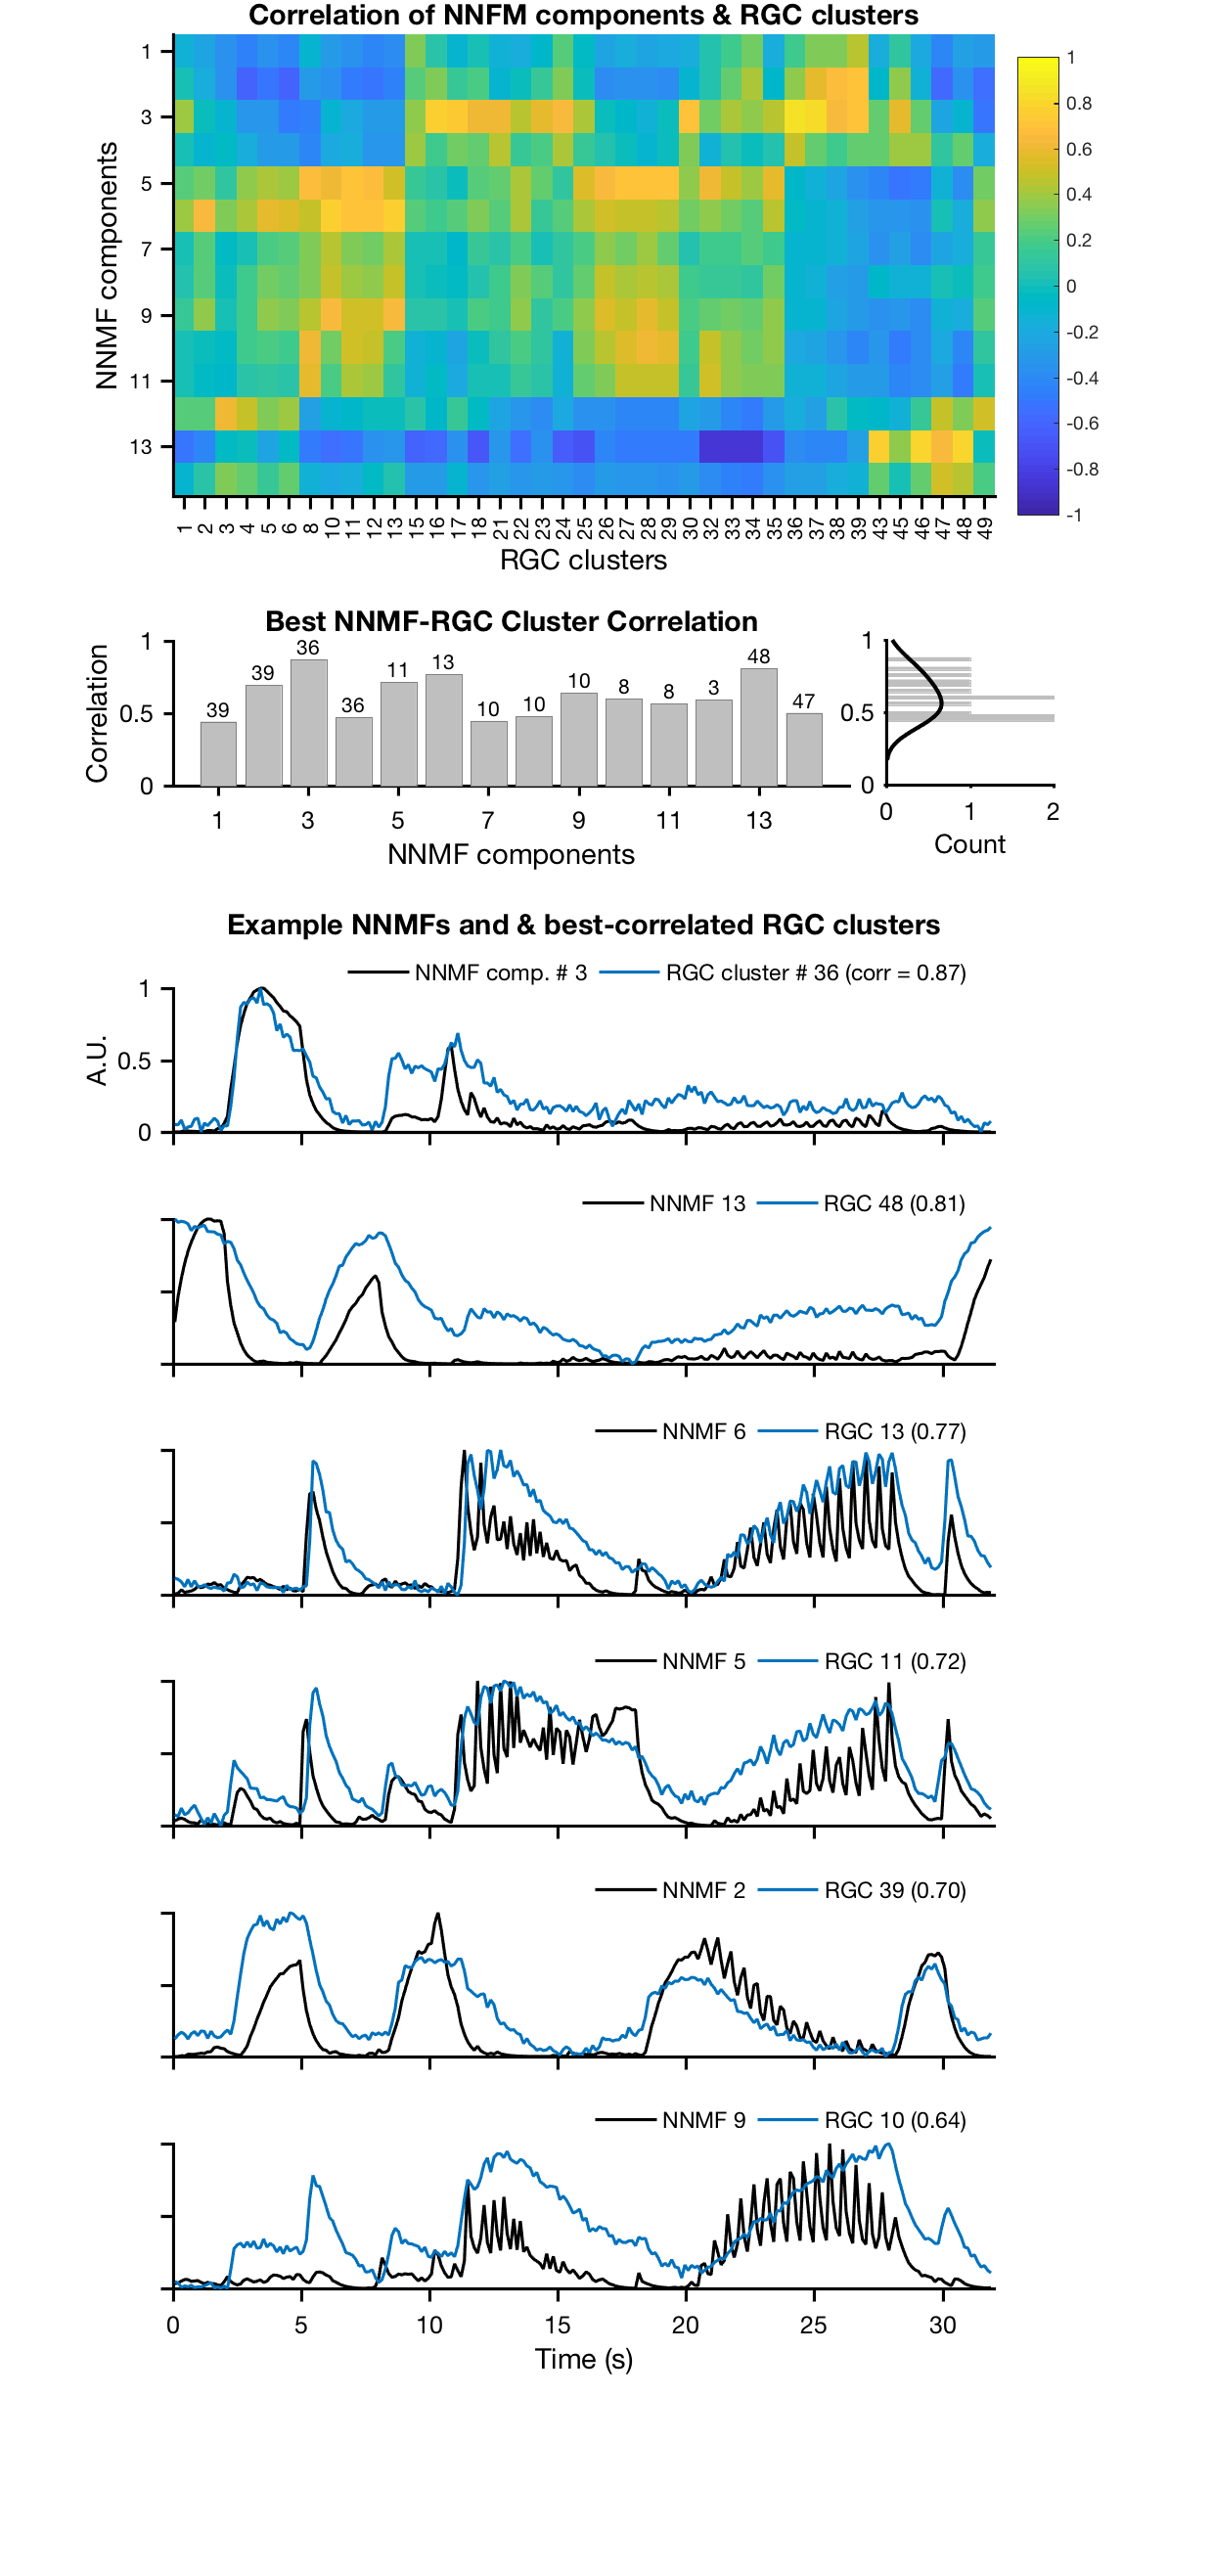 Correlation of NNFM components & RGC clusters
NNMF components
1
3
5
7
9
11
13
1
0.8
0.6
0.4
0.2
0
-0.2
-0.4
-0.6
-0.8
-1
1 2 3 4 5 6 8 10 11 12 13 15 16 17 18 21 22 23 24 25 26 27 28 29 30 32 33 34 35 36 37 38 39 43 45 46 47 48 49
RGC clusters
Best NNMF-RGC Cluster Correlation
Correlation
1
0.5
0
39 39 36 36 11 13 10 10 10 8 8 3 48 47
1 3 5 7 9 11 13
NNMF components
1
0.5
0
0 1 2
Count
Example NNMFs and & best-correlated RGC clusters
NNMF comp. # 3 RGC cluster # 36 (corr = 0.87)
A.U.
1
0.5
0
NNMF 13 RGC 48 (0.81)
NNMF 6 RGC 13 (0.77)
NNMF 5 RGC 11 (0.72)
NNMF 2 RGC 39 (0.70)
NNMF 9 RGC 10 (0.64)
0 5 10 15 20 25 30
Time (s)